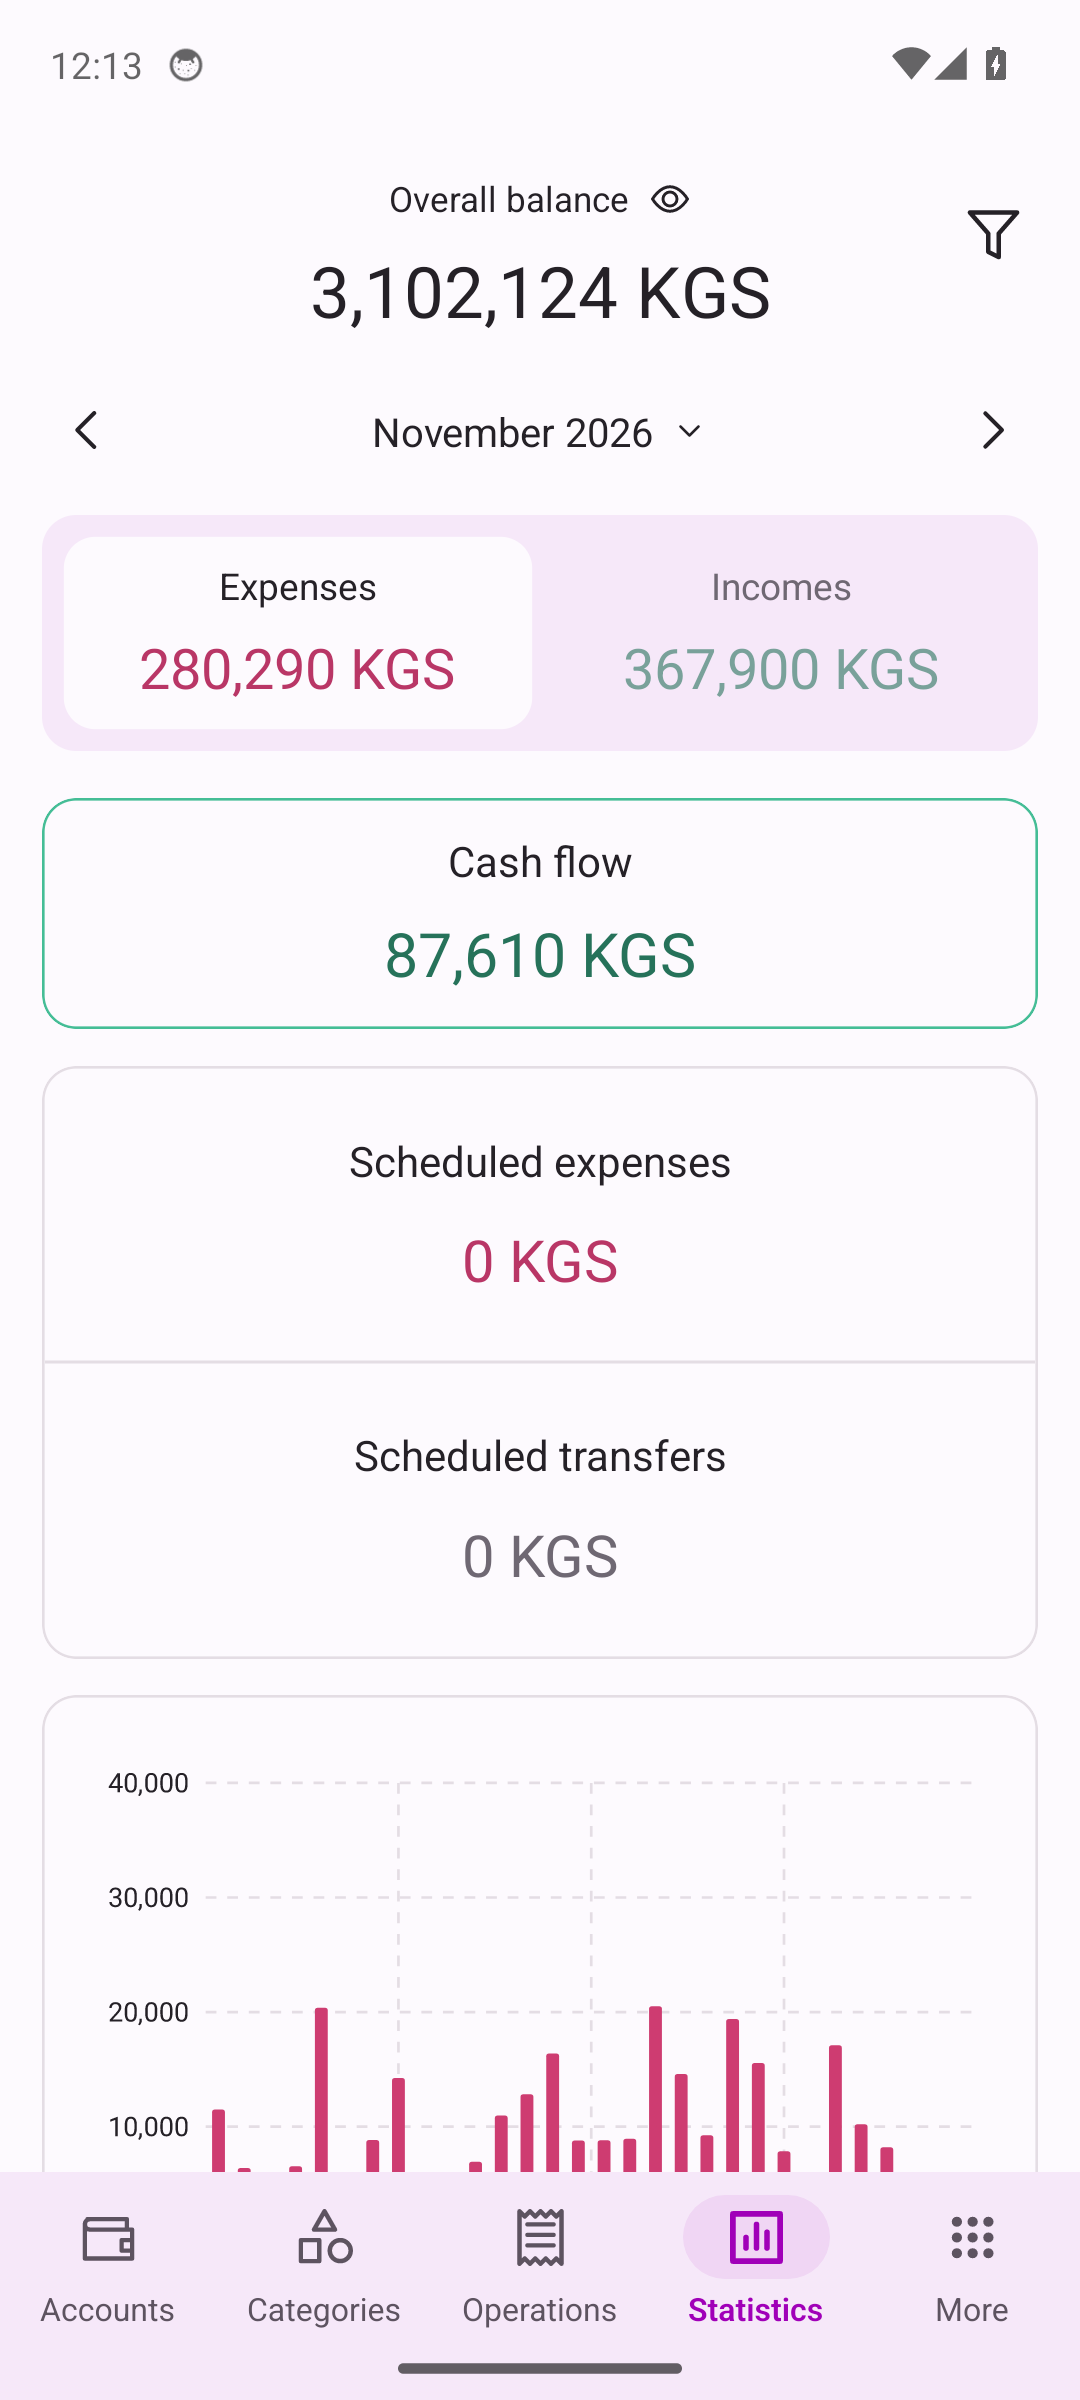 12:13
Overall balance
3,102,124 KGS
November 2026
Expenses
280,290 KGS
Incomes
367,900 KGS
Cash flow
87,610 KGS
Scheduled expenses
0 KGS
Scheduled transfers
0 KGS
40,000
30,000
20,000
10,000
Accounts
Categories
Operations
Statistics
More